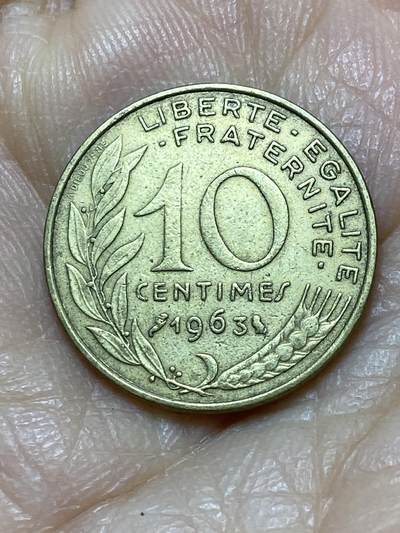 LIBERTE · EGALITE
· FRATERNITE ·
10
CENTIMES
1963